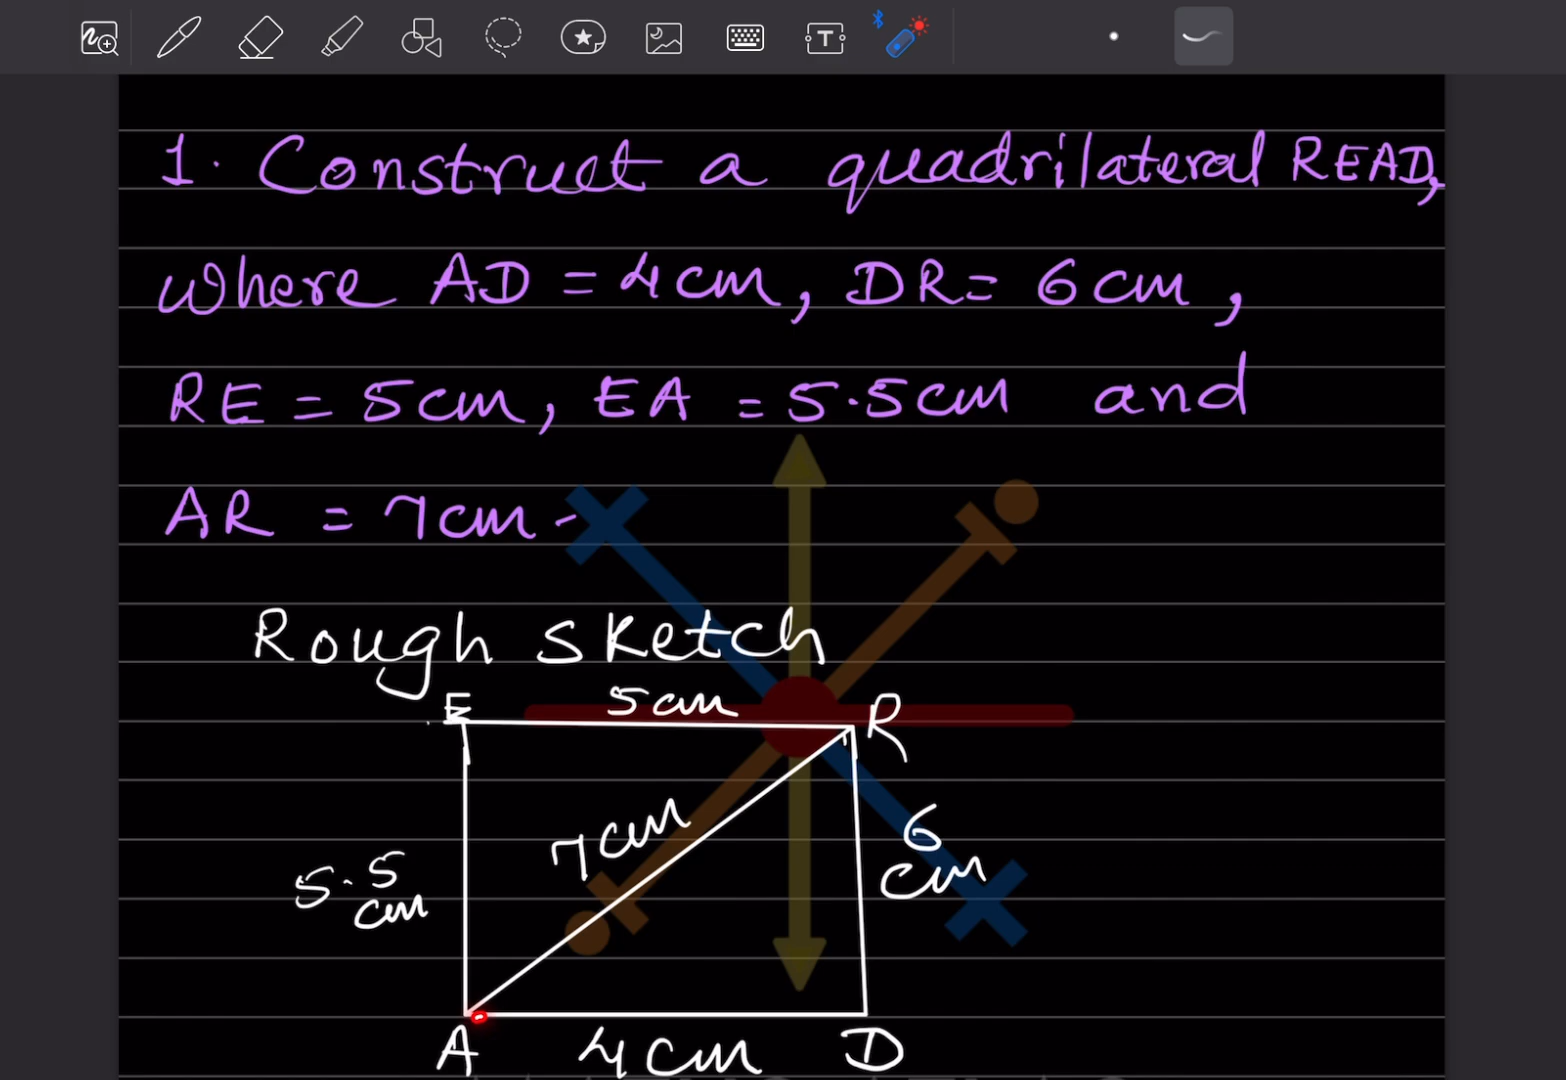 1. Construct a quadrilateral READ,
where AD = 4cm, DR = 6cm,
RE = 5cm, EA = 5.5cm and
AR = 7cm.
Rough sketch
E 5cm R
7cm 6
cm
5.5
cm
A 4cm D
T